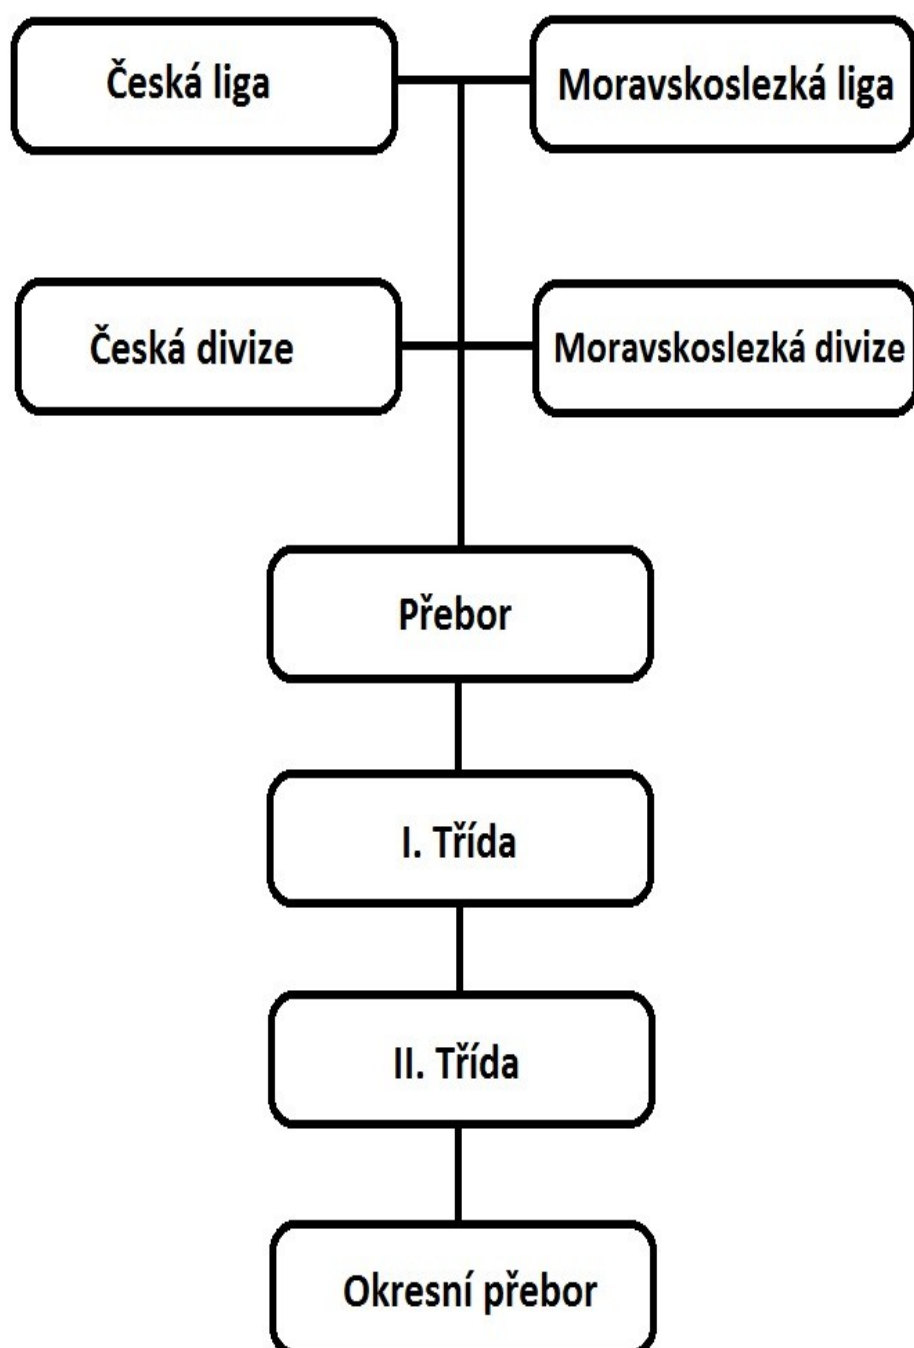 Česká liga
Moravskoslezká liga
Česká divize
Moravskoslezká divize
Přebor
I. Třída
II. Třída
Okresní přebor